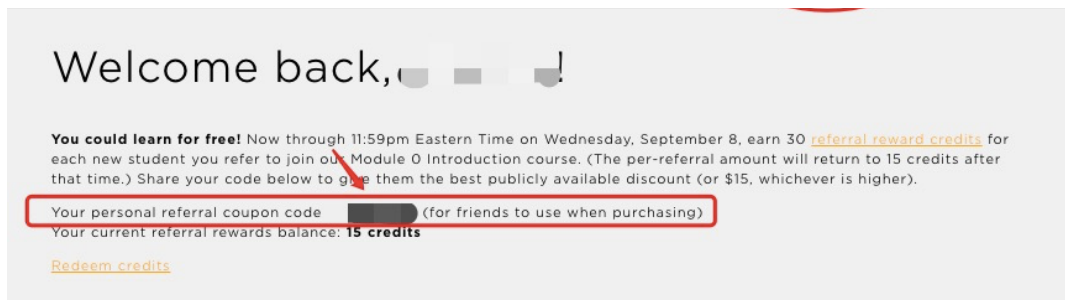 Welcome back, !
You could learn for free! Now through 11:59pm Eastern Time on Wednesday, September 8, earn 30 referral reward credits for
each new student you refer to join our Module 0 Introduction course. (The per-referral amount will return to 15 credits after
that time.) Share your code below to give them the best publicly available discount (or $15, whichever is higher).
Your personal referral coupon code (for friends to use when purchasing)
Your current referral rewards balance: 15 credits
Redeem credits